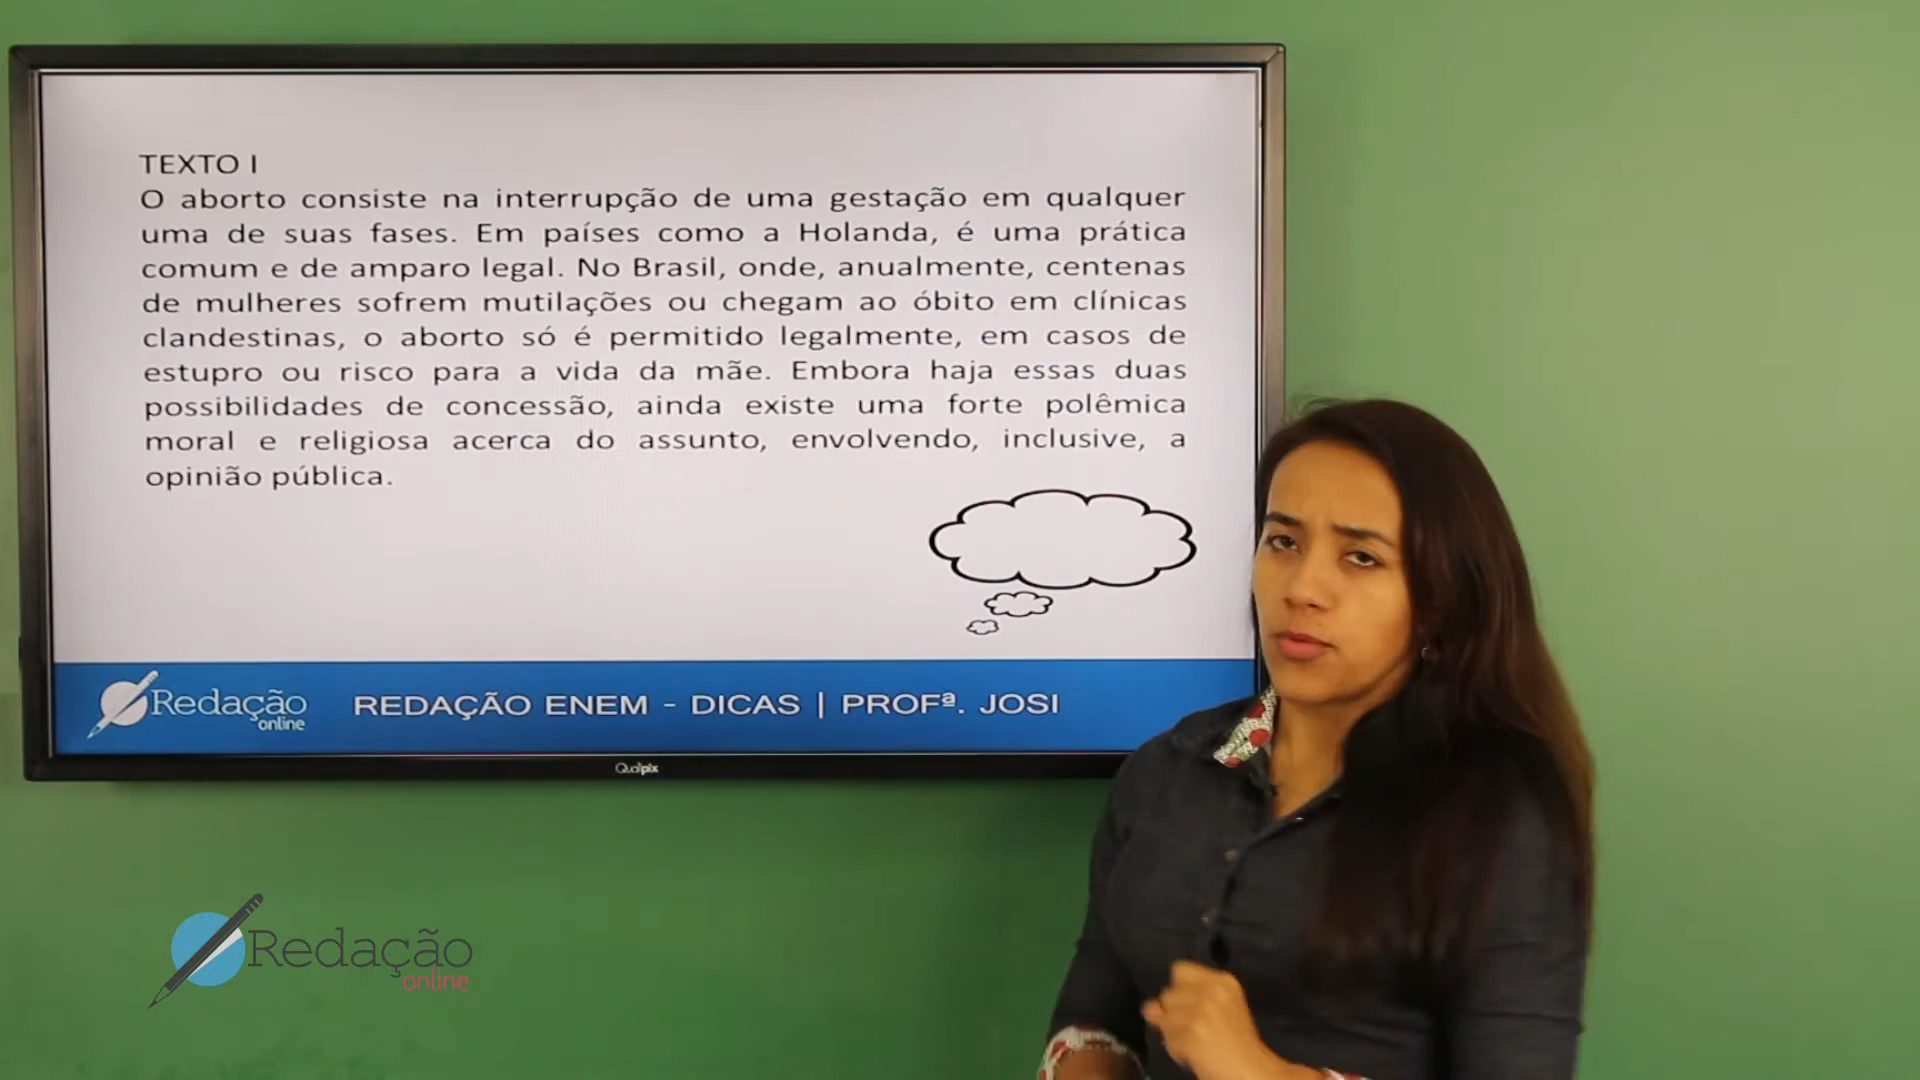 TEXTO I
O aborto consiste na interrupção de uma gestação em qualquer
uma de suas fases. Em países como a Holanda, é uma prática
comum e de amparo legal. No Brasil, onde, anualmente, centenas
de mulheres sofrem mutilações ou chegam ao óbito em clínicas
clandestinas, o aborto só é permitido legalmente, em casos de
estupro ou risco para a vida da mãe. Embora haja essas duas
possibilidades de concessão, ainda existe uma forte polêmica
moral e religiosa acerca do assunto, envolvendo, inclusive, a
opinião pública.
Redação
online
REDAÇÃO ENEM - DICAS | PROFª. JOSI
Quapix
Redação
online